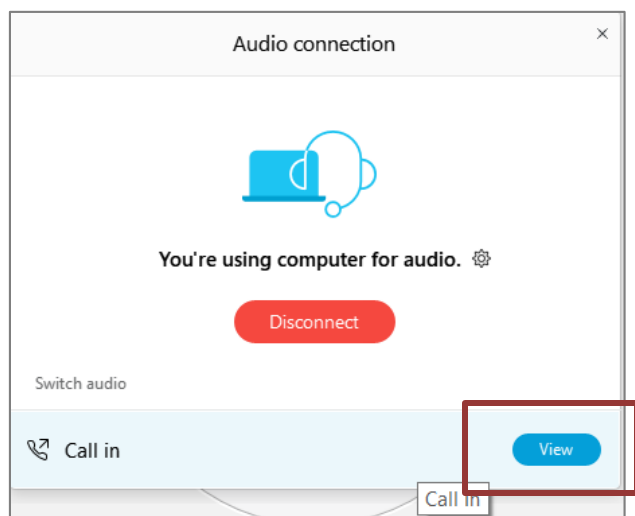 Audio connection
You're using computer for audio.
Disconnect
Switch audio
Call in
View
Call in